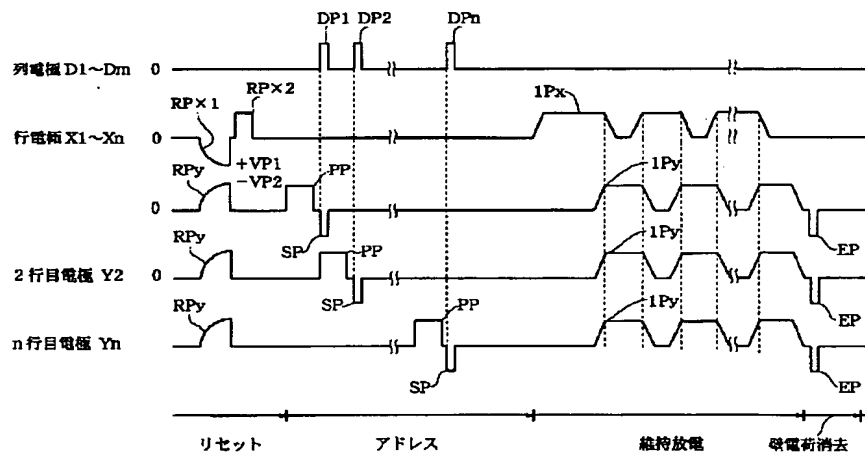 DP1 DP2 DPn
列電極 D1～Dm 0
RP×1 RP×2 1Px
行電極 X1～Xn 0
RPy +VP1 PP 1Py
-VP2
0
SP EP
RPy PP 1Py
2行目電極 Y2 0
SP EP
RPy PP 1Py
n行目電極 Yn
SP EP
リセット アドレス 維持放電 壁電荷消去